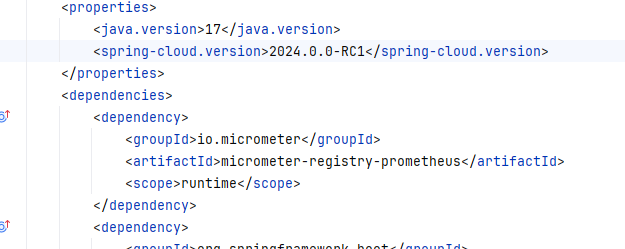 <properties>
<java.version>17</java.version>
<spring-cloud.version>2024.0.0-RC1</spring-cloud.version>
</properties>
<dependencies>
<dependency>
<groupId>io.micrometer</groupId>
<artifactId>micrometer-registry-prometheus</artifactId>
<scope>runtime</scope>
</dependency>
<dependency>
<groupId>org.springframework.boot</groupId>